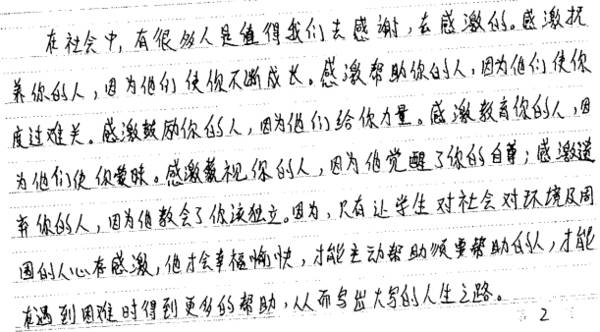 在社会中,有很多人是值得我们去感谢,去感激的。感激抚
养你的人,因为他们使你不断成长。感激帮助你的人,因为他们使你
度过难关。感激鼓励你的人,因为他们给你力量。感激教育你的人,因
为他们使你蒙昧。感激藐视你的人,因为他觉醒了你的自尊;感激遗
弃你的人,因为他教会了你该独立。因为,只有让学生对社会对环境及周
围的人心存感激,他才会幸福愉快,才能主动帮助须要帮助的人,才能
在遇到困难时得到更多的帮助,从而写出大写的人生之路。
2